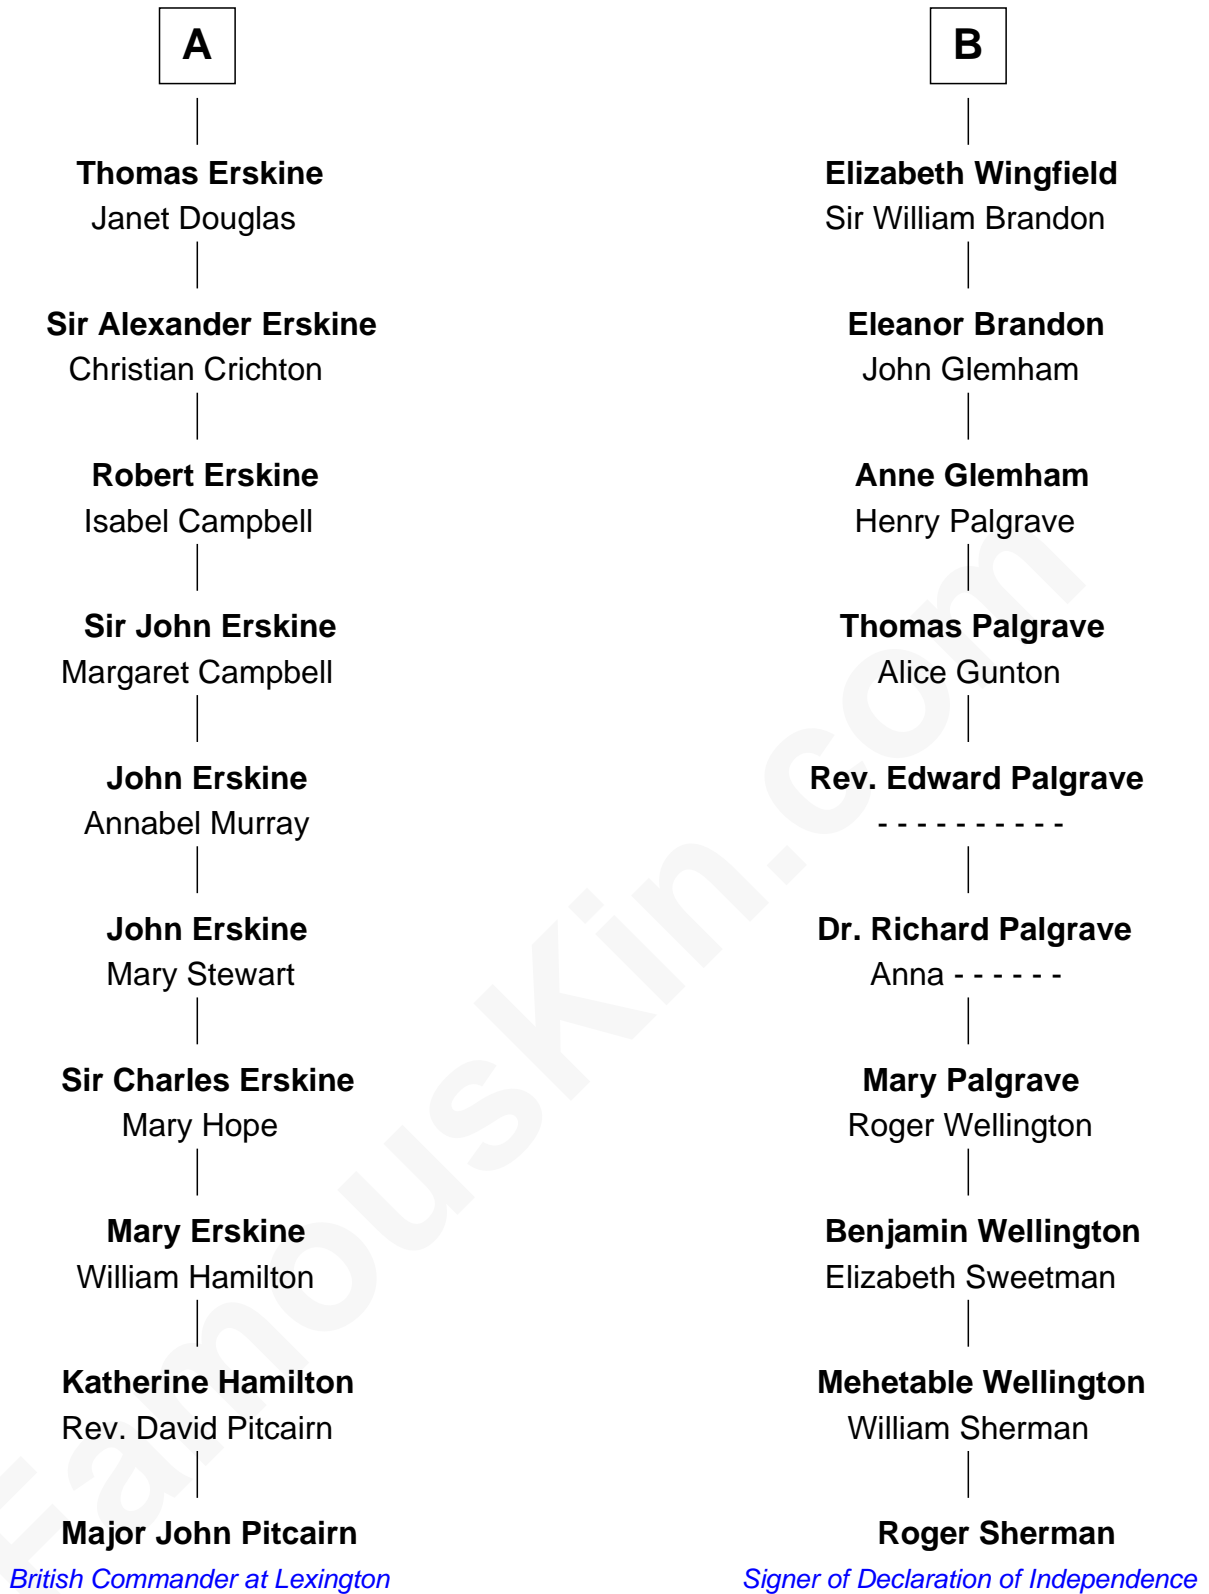 A
Thomas Erskine
Janet Douglas
Sir Alexander Erskine
Christian Crichton
Robert Erskine
Isabel Campbell
Sir John Erskine
Margaret Campbell
John Erskine
Annabel Murray
John Erskine
Mary Stewart
Sir Charles Erskine
Mary Hope
Mary Erskine
William Hamilton
Katherine Hamilton
Rev. David Pitcairn
Major John Pitcairn
British Commander at Lexington
B
Elizabeth Wingfield
Sir William Brandon
Eleanor Brandon
John Glemham
Anne Glemham
Henry Palgrave
Thomas Palgrave
Alice Gunton
Rev. Edward Palgrave
- - - - - - - - - -
Dr. Richard Palgrave
Anna - - - - - -
Mary Palgrave
Roger Wellington
Benjamin Wellington
Elizabeth Sweetman
Mehetable Wellington
William Sherman
Roger Sherman
Signer of Declaration of Independence
FamousKin.com